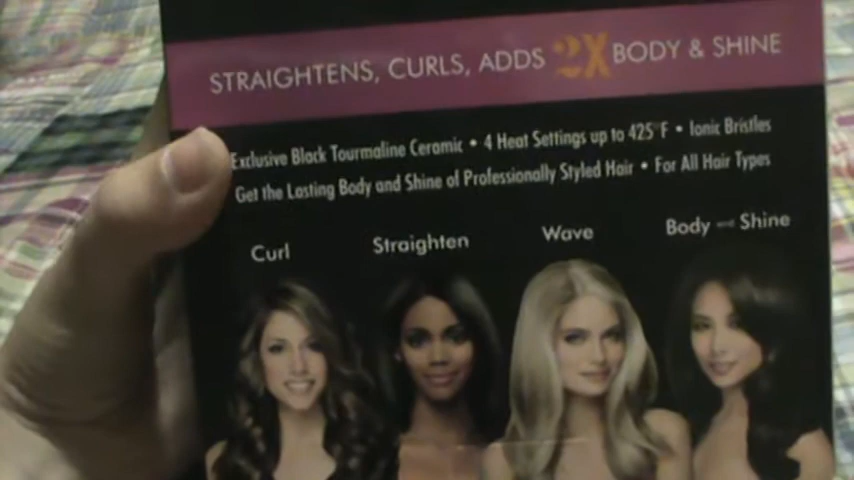 STRAIGHTENS, CURLS, ADDS 2X BODY & SHINE
Exclusive Black Tourmaline Ceramic • 4 Heat Settings up to 425°F • Ionic Bristles
Get the Lasting Body and Shine of Professionally Styled Hair • For All Hair Types
Curl Straighten Wave Body and Shine